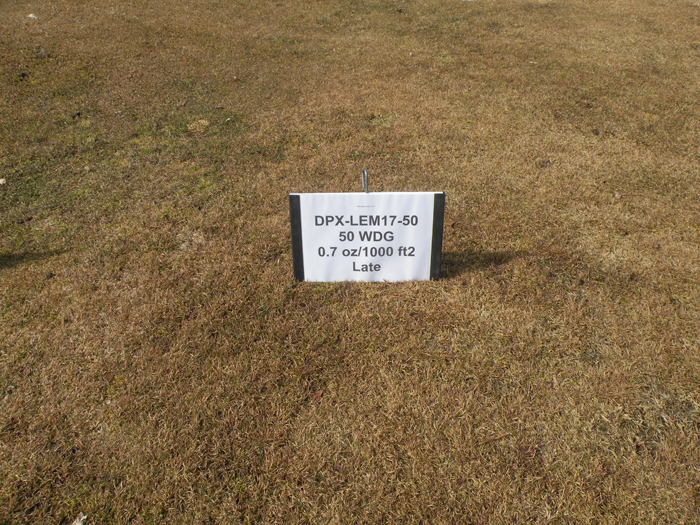 DPX-LEM17-50
50 WDG
0.7 oz/1000 ft2
Late